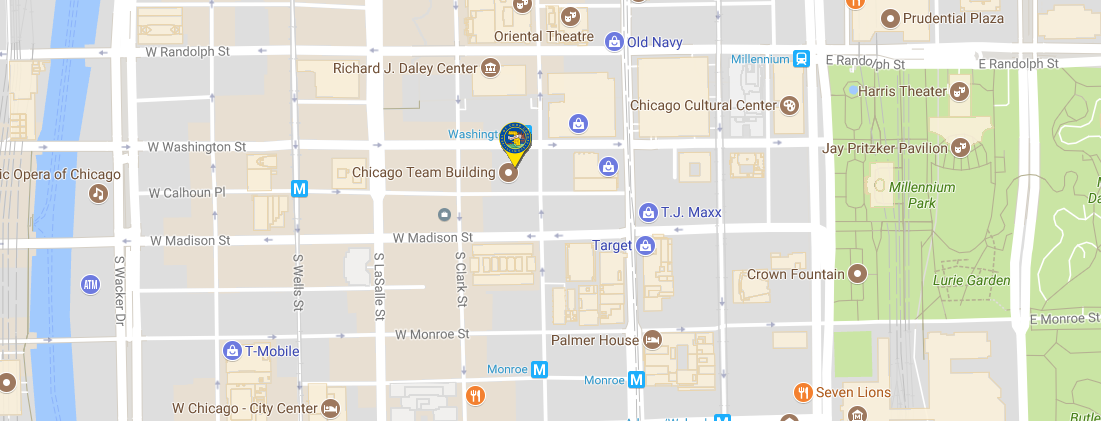 Prudential Plaza
Oriental Theatre
Old Navy
W Randolph St
Millennium
E Randolph St
E Randolph St
Richard J. Daley Center
Harris Theater
Chicago Cultural Center
Washingt
W Washington St
Jay Pritzker Pavilion
ic Opera of Chicago
Chicago Team Building
M
W Calhoun Pl
Millennium
Park
T.J. Maxx
W Madison St
W Madison St
Target
S Wacker Dr
S Wells St
S LaSalle St
S Clark St
Crown Fountain
ATM
Lurie Garden
E Monroe St
W Monroe St
Palmer House
T-Mobile
Monroe M
Monroe M
Seven Lions
W Chicago - City Center
M